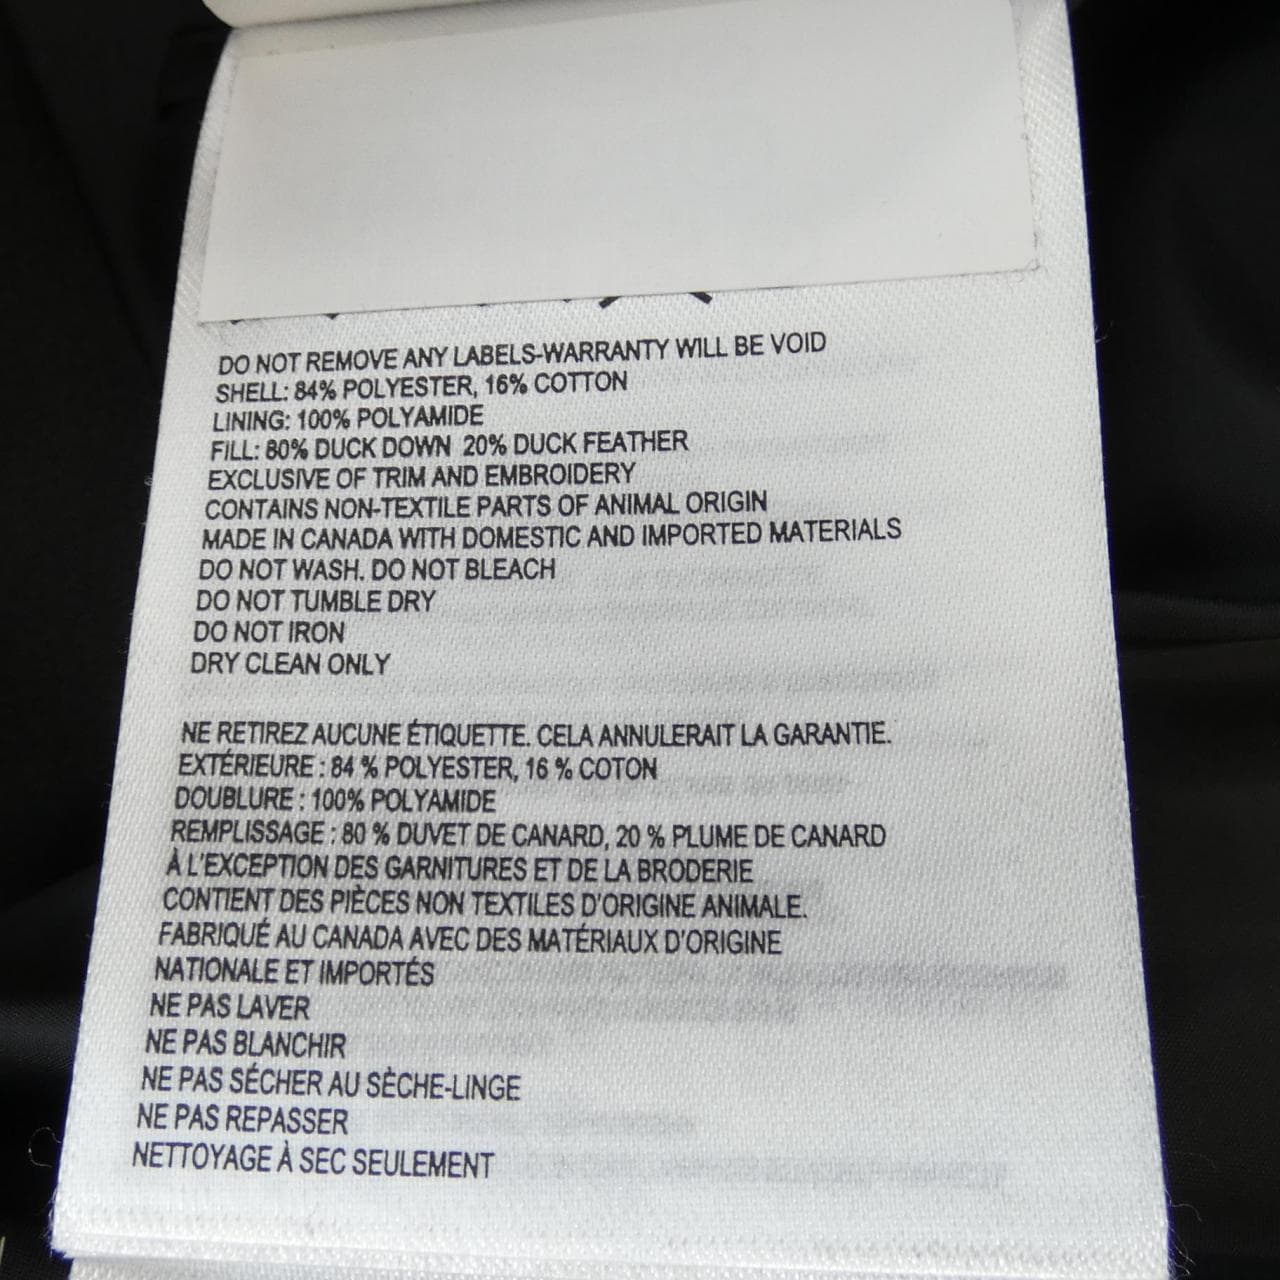 DO NOT REMOVE ANY LABELS-WARRANTY WILL BE VOID
SHELL: 84% POLYESTER, 16% COTTON
LINING: 100% POLYAMIDE
FILL: 80% DUCK DOWN  20% DUCK FEATHER
EXCLUSIVE OF TRIM AND EMBROIDERY
CONTAINS NON-TEXTILE PARTS OF ANIMAL ORIGIN
MADE IN CANADA WITH DOMESTIC AND IMPORTED MATERIALS
DO NOT WASH. DO NOT BLEACH
DO NOT TUMBLE DRY
DO NOT IRON
DRY CLEAN ONLY
NE RETIREZ AUCUNE ÉTIQUETTE. CELA ANNULERAIT LA GARANTIE.
EXTÉRIEURE : 84 % POLYESTER, 16 % COTON
DOUBLURE : 100% POLYAMIDE
REMPLISSAGE : 80 % DUVET DE CANARD, 20 % PLUME DE CANARD
À L'EXCEPTION DES GARNITURES ET DE LA BRODERIE
CONTIENT DES PIÈCES NON TEXTILES D'ORIGINE ANIMALE.
FABRIQUÉ AU CANADA AVEC DES MATÉRIAUX D'ORIGINE
NATIONALE ET IMPORTÉS
NE PAS LAVER
NE PAS BLANCHIR
NE PAS SÉCHER AU SÈCHE-LINGE
NE PAS REPASSER
NETTOYAGE À SEC SEULEMENT